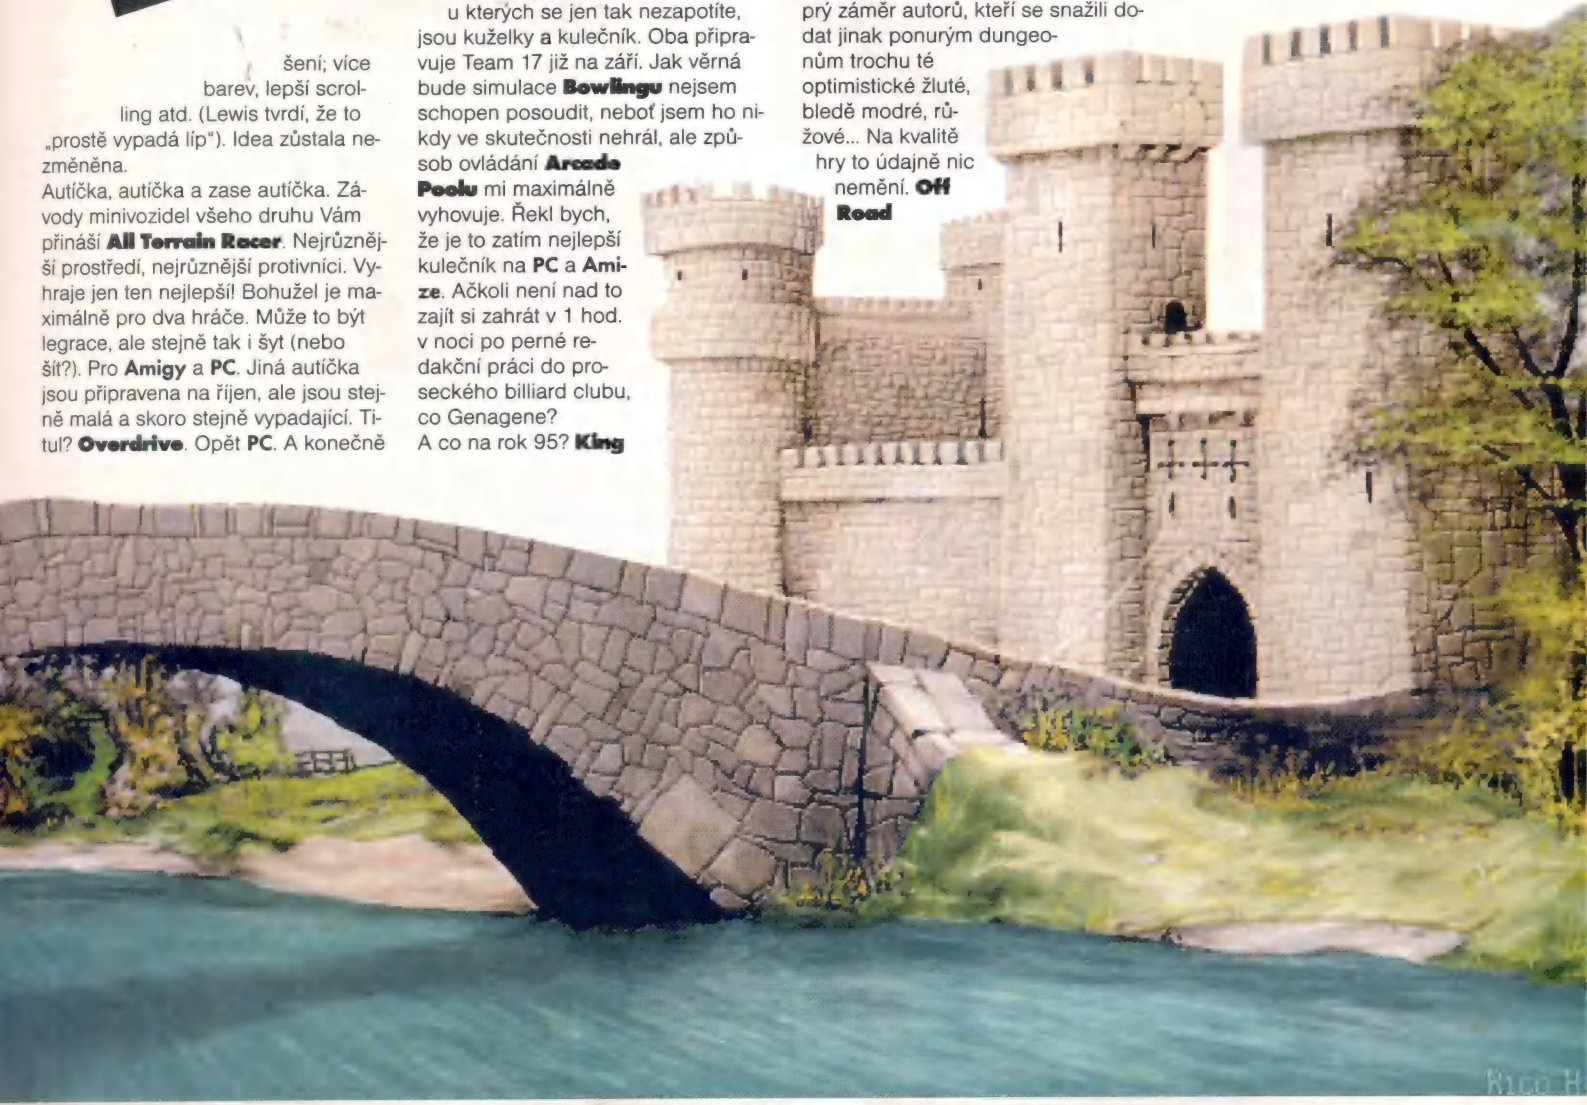 šení; více
barev, lepší scrol-
ling atd. (Lewis tvrdí, že to
„prostě vypadá líp“). Idea zůstala ne-
změněna.
Autíčka, autíčka a zase autíčka. Zá-
vody minivozidel všeho druhu Vám
přináší All Terrain Racer. Nejrůzněj-
ší prostředí, nejrůznější protivníci. Vy-
hraje jen ten nejlepší! Bohužel je ma-
ximálně pro dva hráče. Může to být
legrace, ale stejně tak i šyt (nebo
šít?). Pro Amigy a PC. Jiná autíčka
jsou připravena na říjen, ale jsou stej-
ně malá a skoro stejně vypadající. Ti-
tul? Overdrive. Opět PC. A konečně
u kterých se jen tak nezapotíte,
jsou kuželky a kulečník. Oba připra-
vuje Team 17 již na září. Jak věrná
bude simulace Bowlingu nejsem
schopen posoudit, neboť jsem ho ni-
kdy ve skutečnosti nehrál, ale způ-
sob ovládání Arcade
Poolu mi maximálně
vyhovuje. Řekl bych,
že je to zatím nejlepší
kulečník na PC a Ami-
ze. Ačkoli není nad to
zajít si zahrát v 1 hod.
v noci po perné re-
dakční práci do pro-
seckého billiard clubu,
co Genagene?
A co na rok 95? King
prý záměr autorů, kteří se snažili do-
dat jinak ponurým dungeo-
nům trochu té
optimistické žluté,
bledě modré, rů-
žové... Na kvalitě
hry to údajně nic
nemění. Off
Road
Rico H